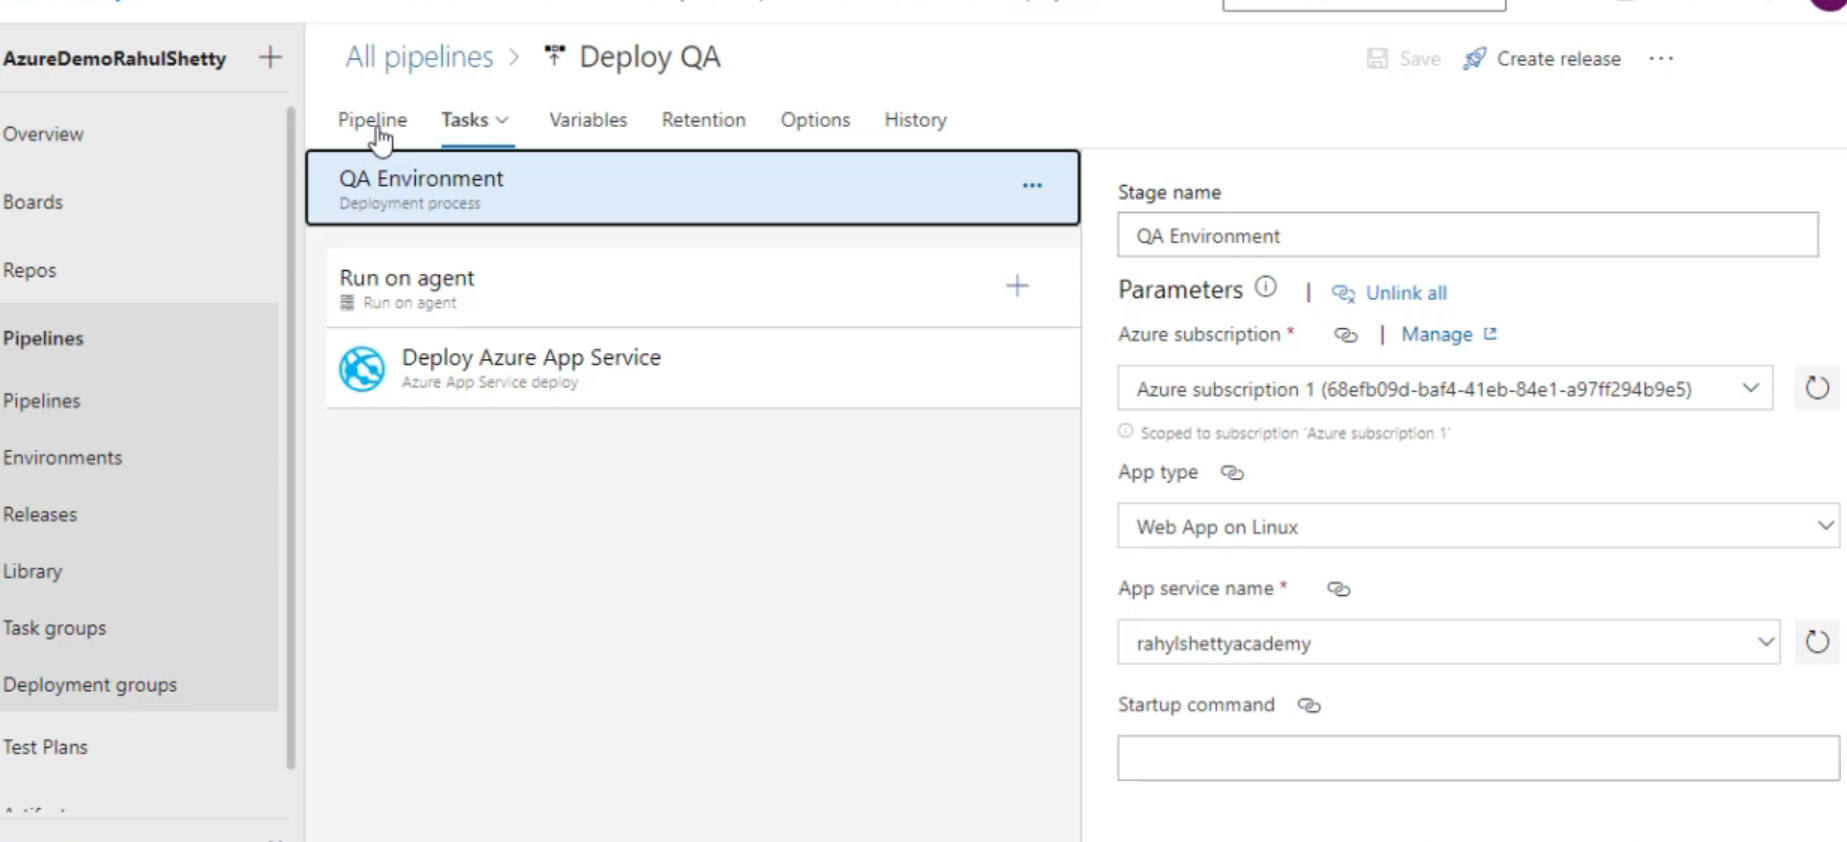 AzureDemoRahulShetty
Overview
Boards
Repos
Pipelines
Pipelines
Environments
Releases
Library
Task groups
Deployment groups
Test Plans
All pipelines > Deploy QA
Save Create release ...
Pipeline Tasks Variables Retention Options History
QA Environment
Deployment process
Run on agent
Run on agent
Deploy Azure App Service
Azure App Service deploy
Stage name
QA Environment
Parameters | Unlink all
Azure subscription * | Manage
Azure subscription 1 (68efb09d-baf4-41eb-84e1-a97ff294b9e5)
Scoped to subscription 'Azure subscription 1'
App type
Web App on Linux
App service name *
rahylshettyacademy
Startup command